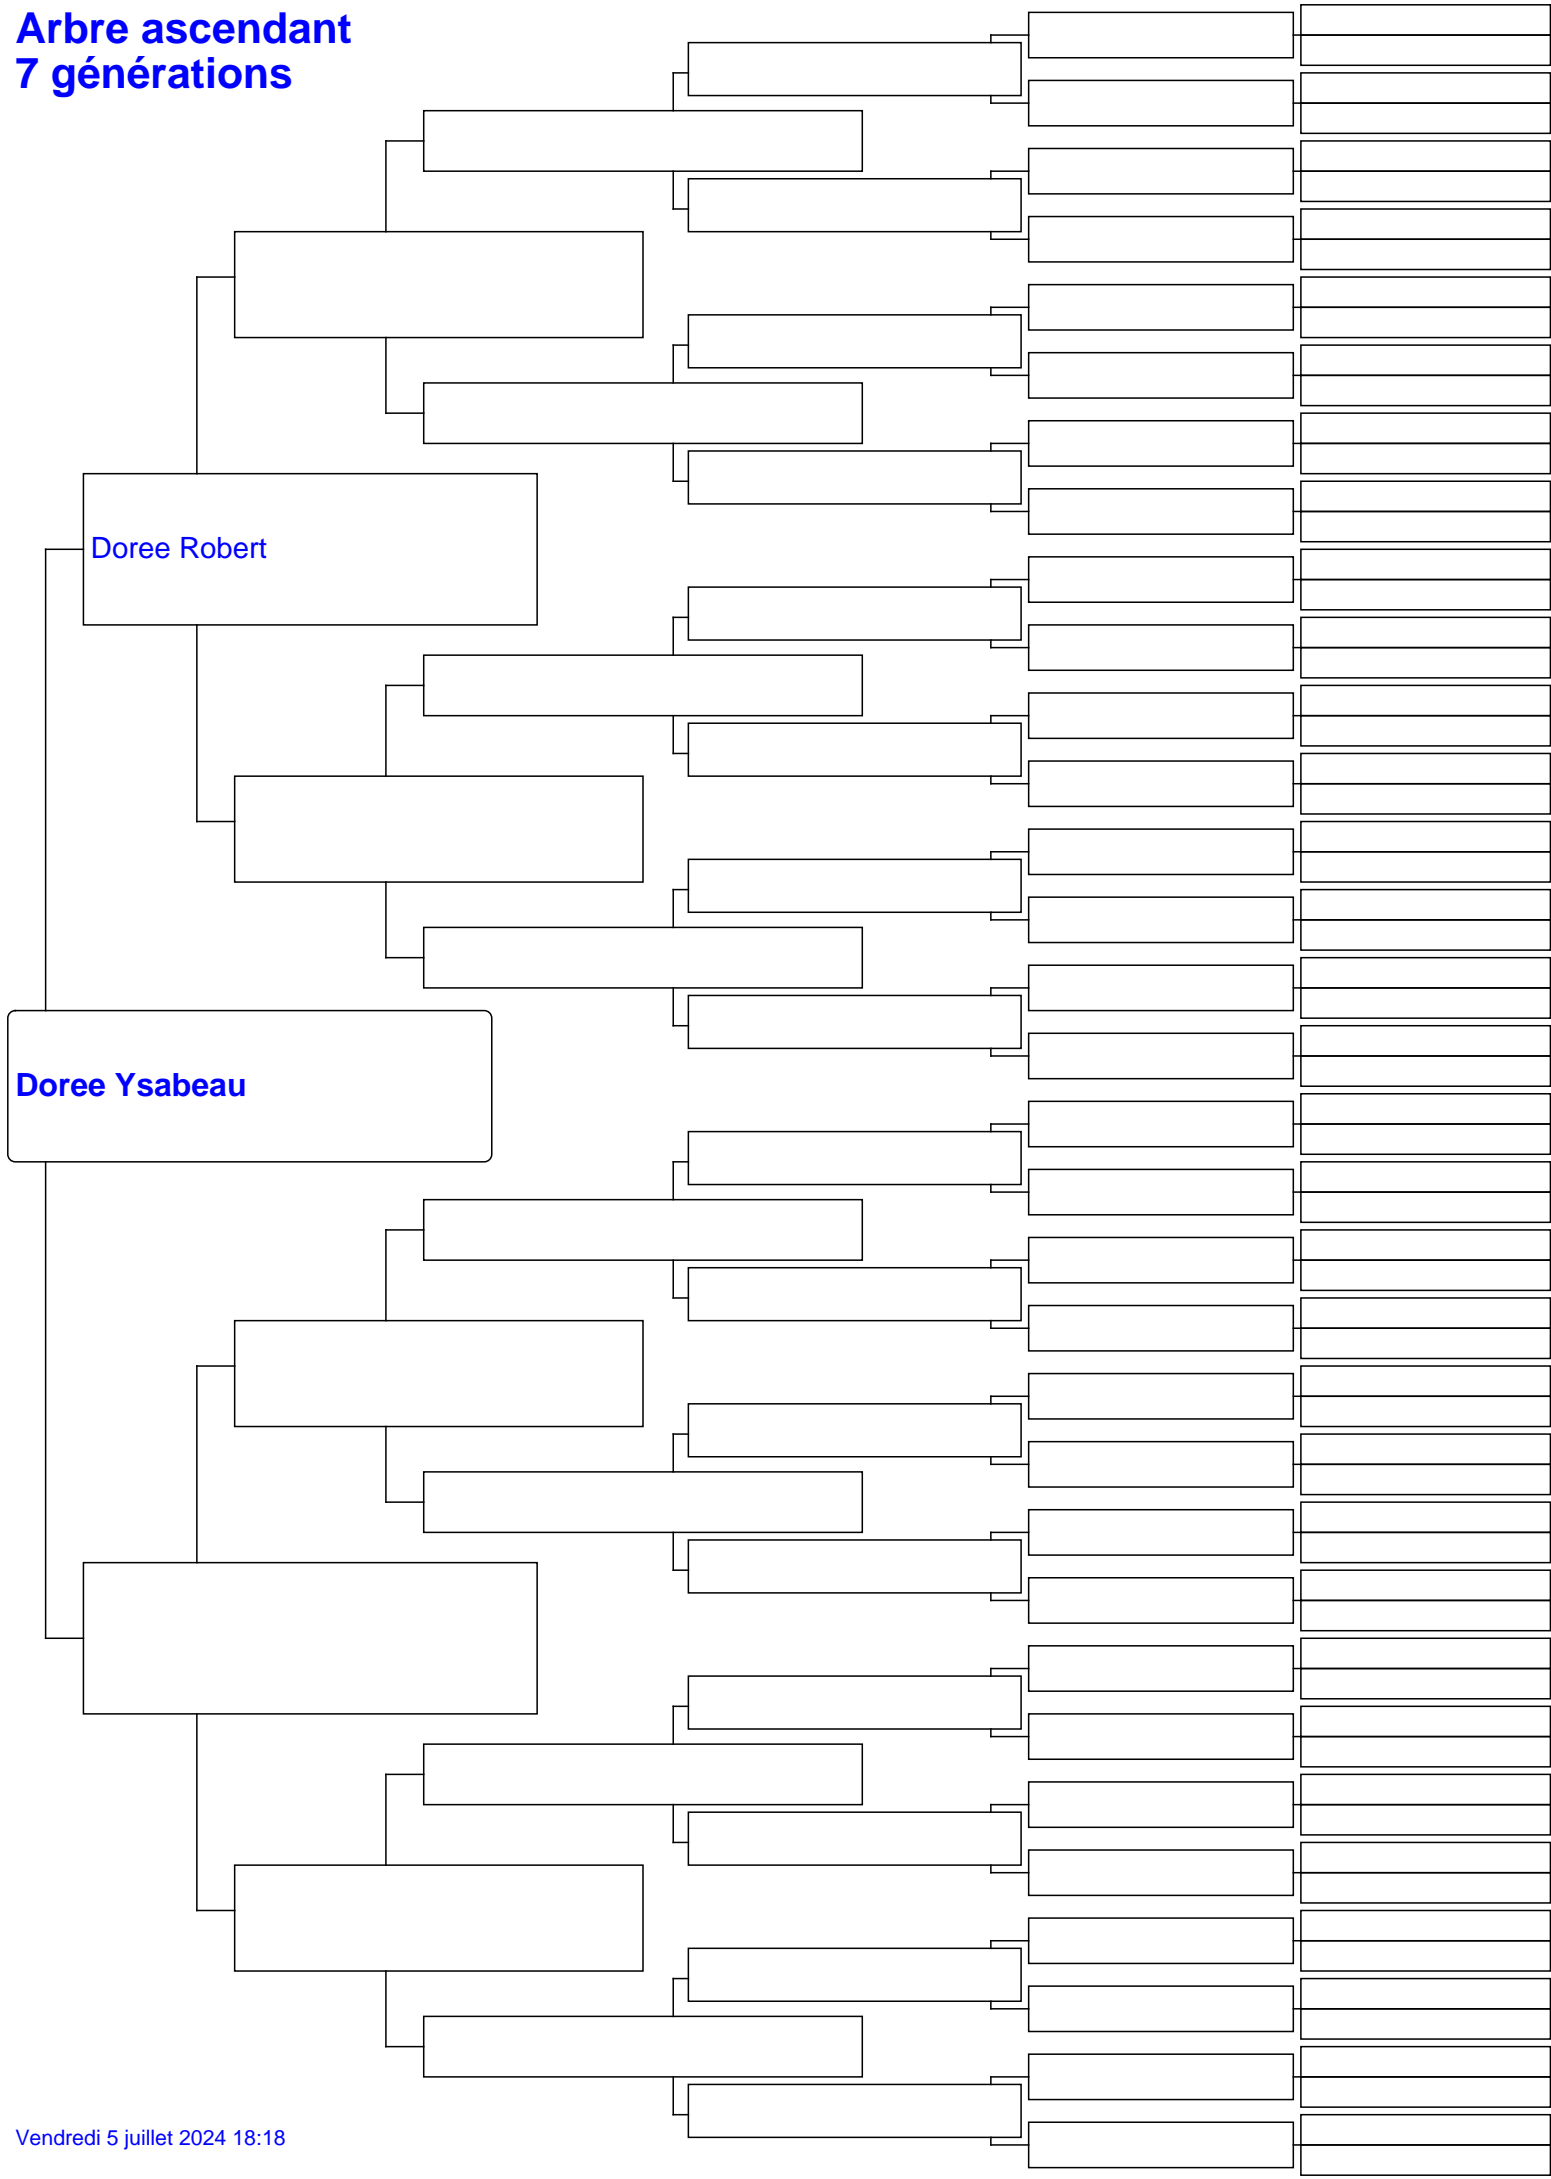 Arbre ascendant
7 générations
Doree Robert
Doree Ysabeau
Vendredi 5 juillet 2024 18:18